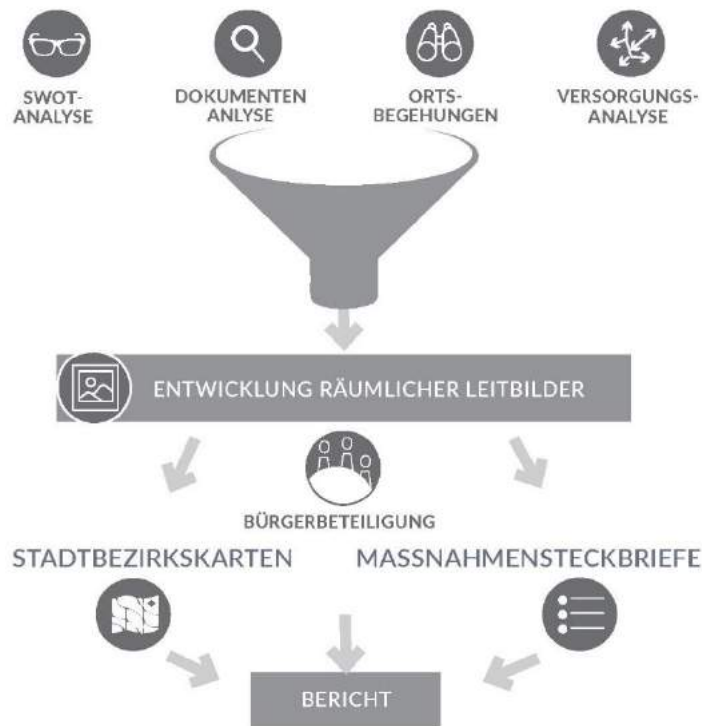 SWOT-
ANALYSE
DOKUMENTEN
ANLYSE
ORTS-
BEGEHUNGEN
VERSORGUNGS-
ANALYSE
ENTWICKLUNG RÄUMLICHER LEITBILDER
BÜRGERBETEILIGUNG
STADTBEZIRKSKARTEN
MASSNAHMENSTECKBRIEFE
BERICHT